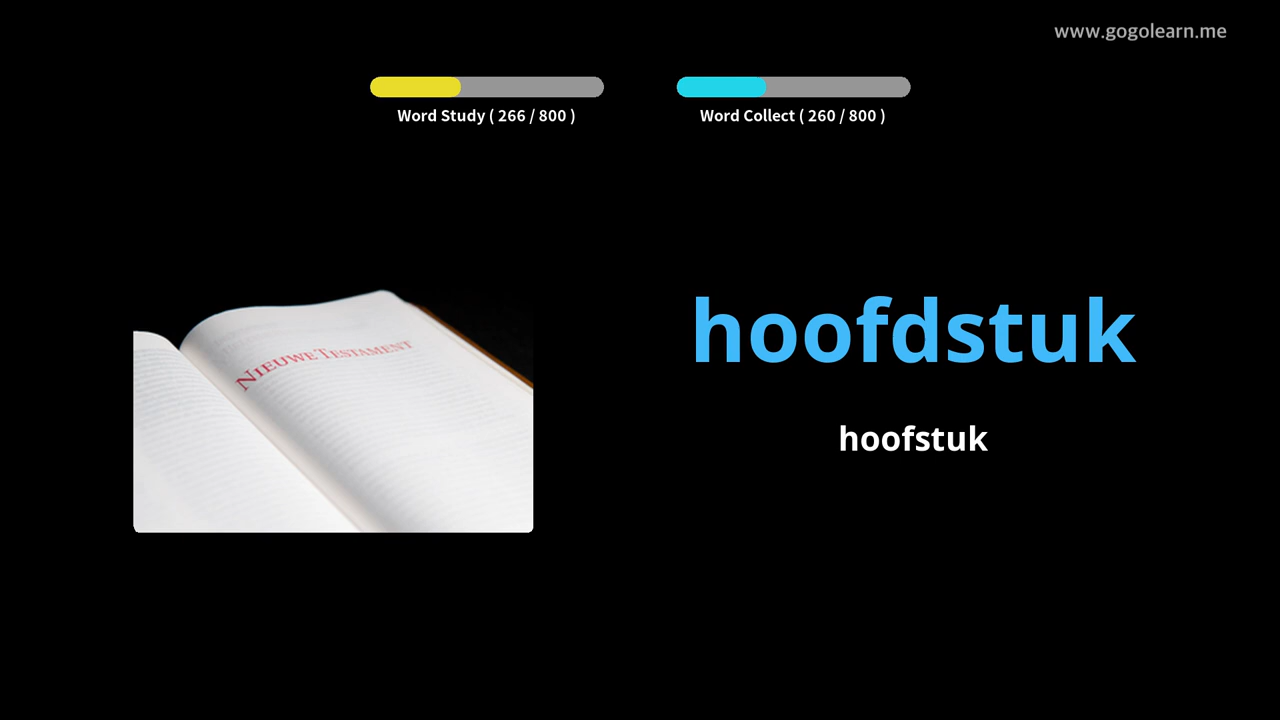 www.gogolearn.me
Word Study ( 266 / 800 )
Word Collect ( 260 / 800 )
NIEUWE TESTAMENT
hoofdstuk
hoofstuk